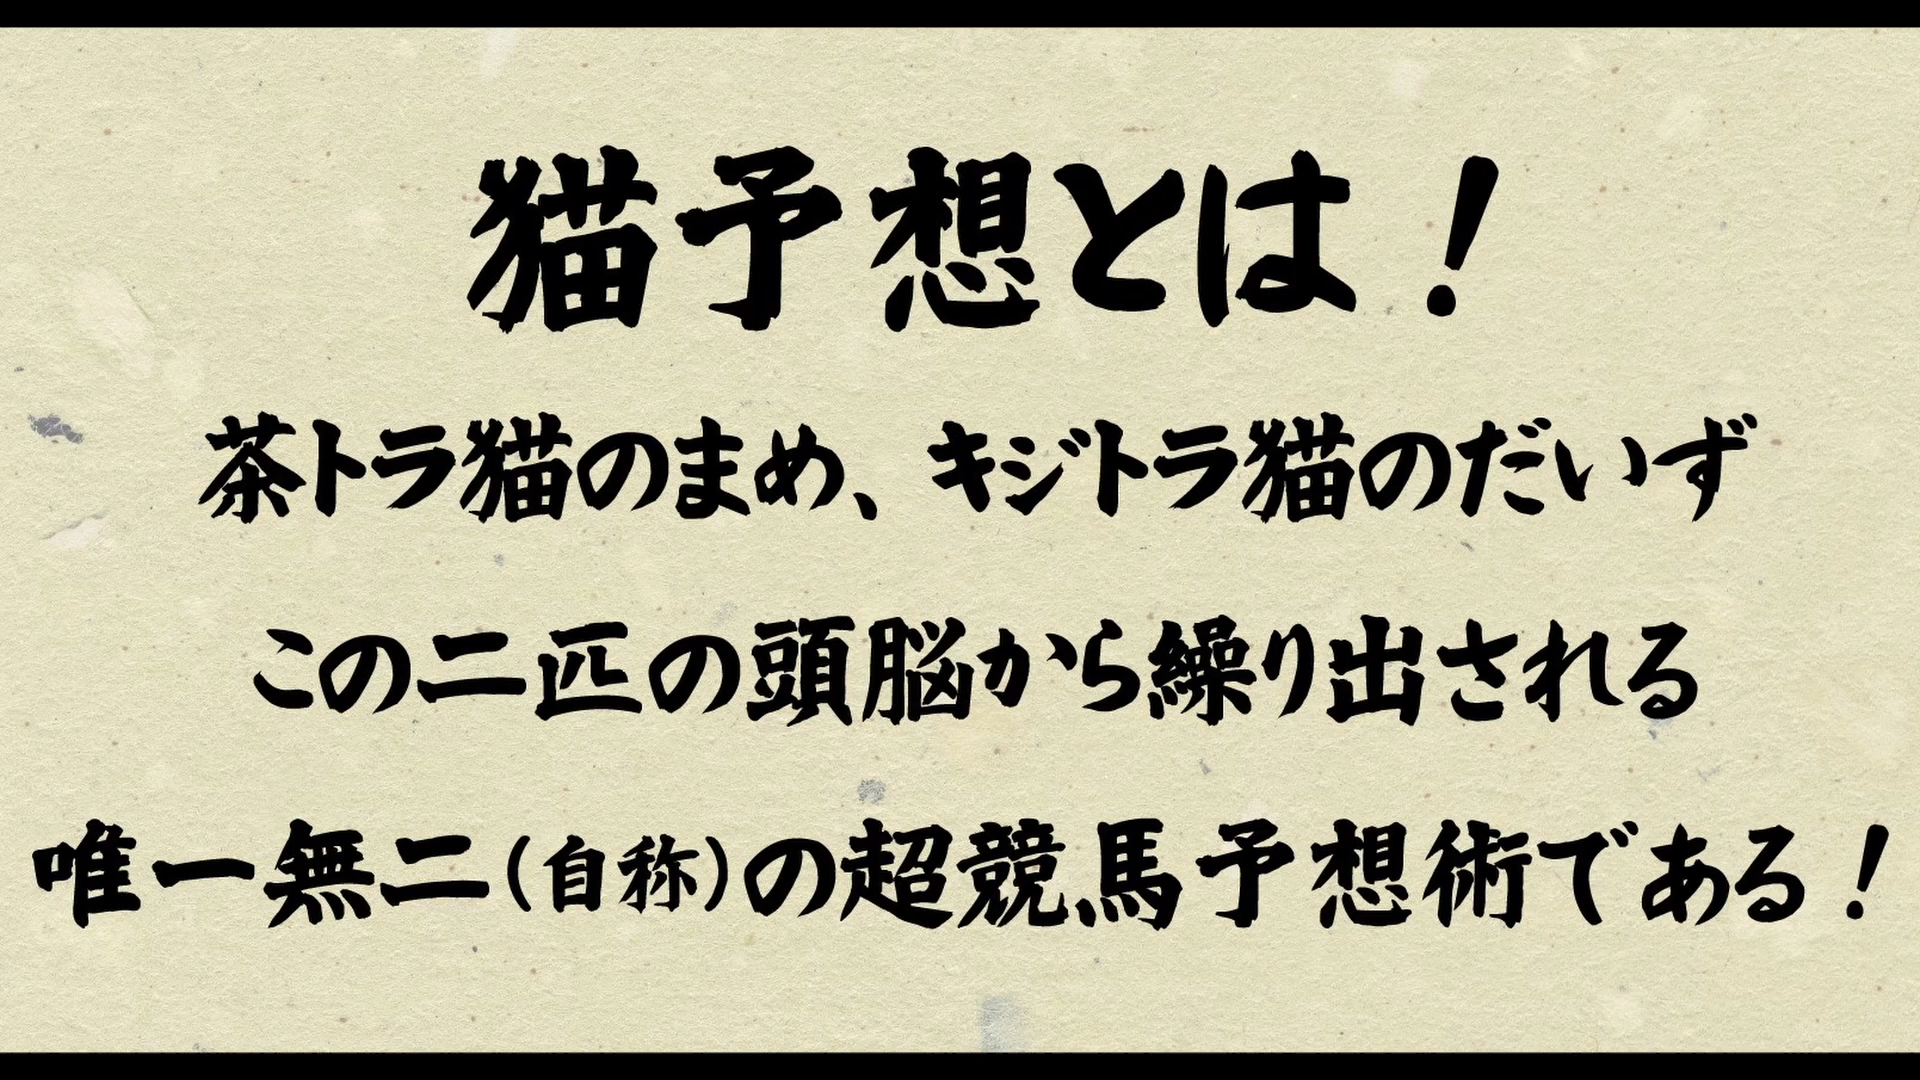 猫予想とは！
茶トラ猫のまめ、キジトラ猫のだいず
この二匹の頭脳から繰り出される
唯一無二(自称)の超競馬予想術である！